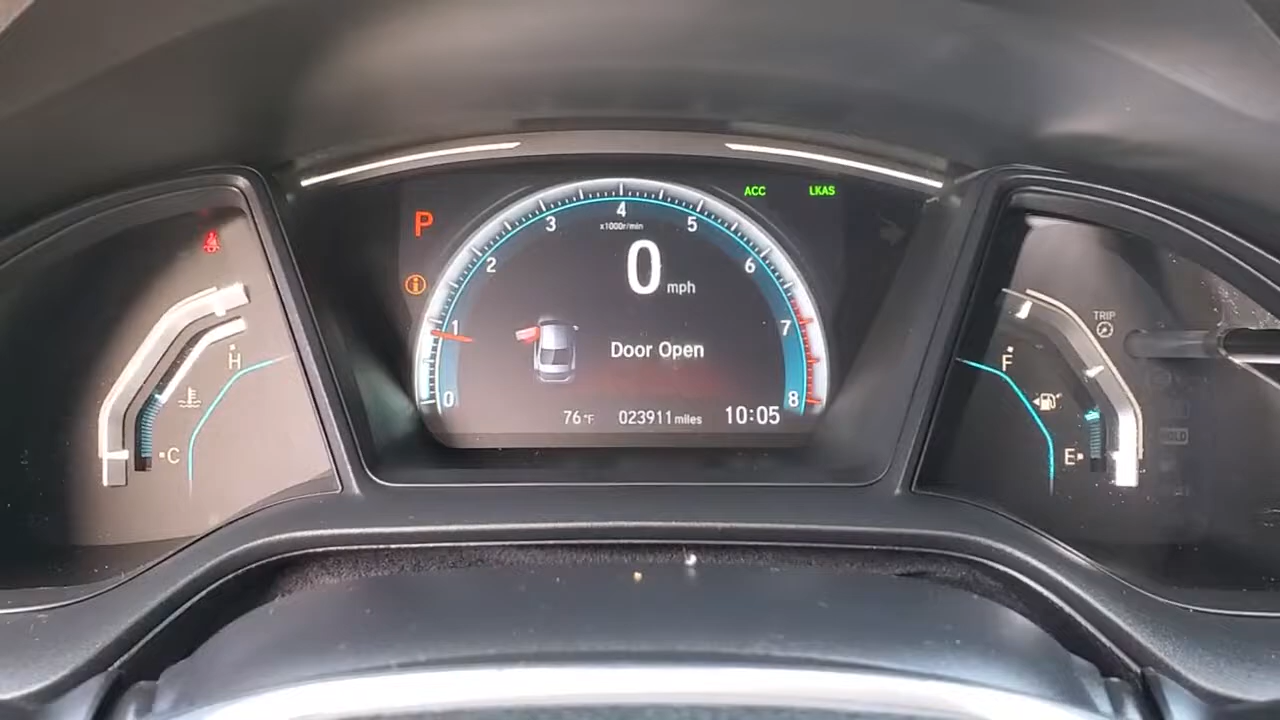 ACC LKAS
P
4
3 5
x1000r/min
2 6
0 mph
TRIP
1 7
Door Open
H
F
0 8
76°F 023911 miles 10:05
C
E
HOLD